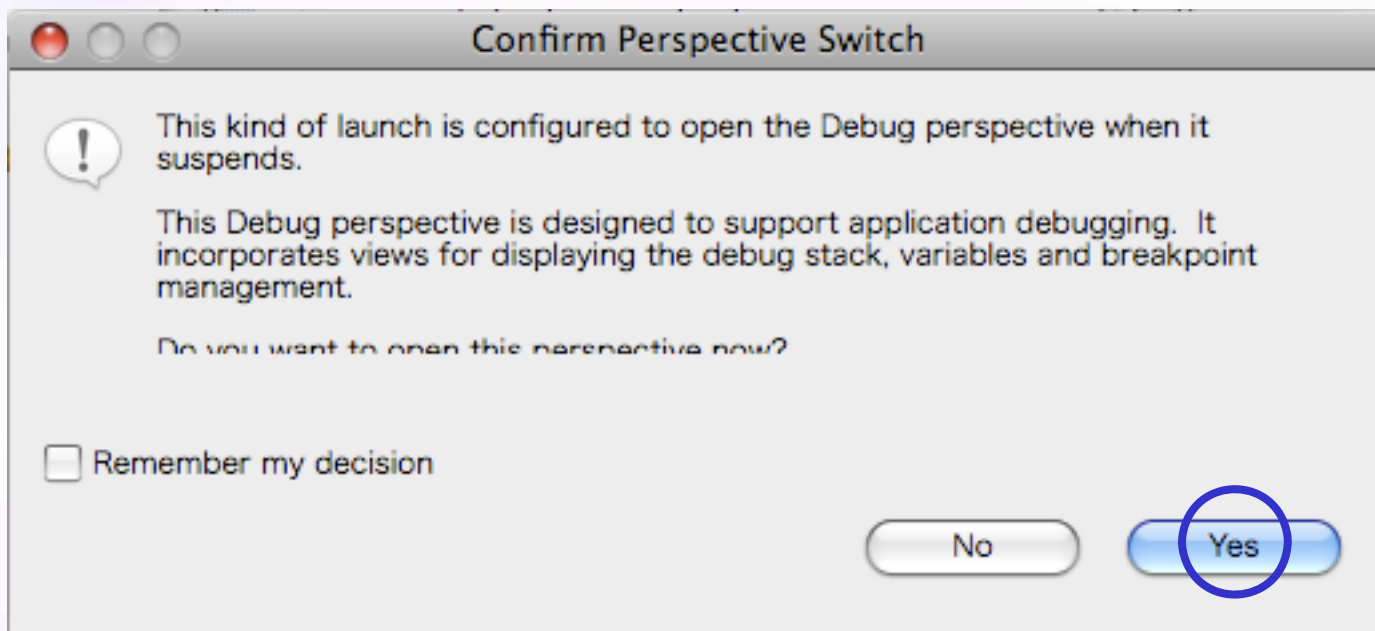 Confirm Perspective Switch
This kind of launch is configured to open the Debug perspective when it
suspends.
This Debug perspective is designed to support application debugging.  It
incorporates views for displaying the debug stack, variables and breakpoint
management.
Do you want to open this perspective now?
Remember my decision
No
Yes